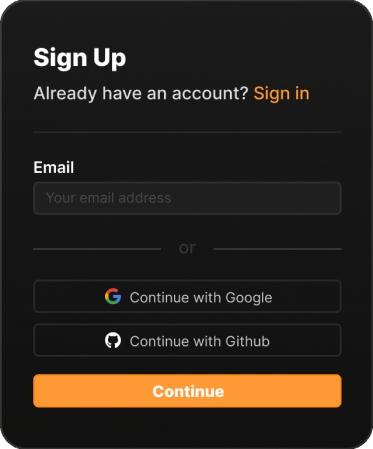 Sign Up
Already have an account? Sign in
Email
Your email address
or
Continue with Google
Continue with Github
Continue